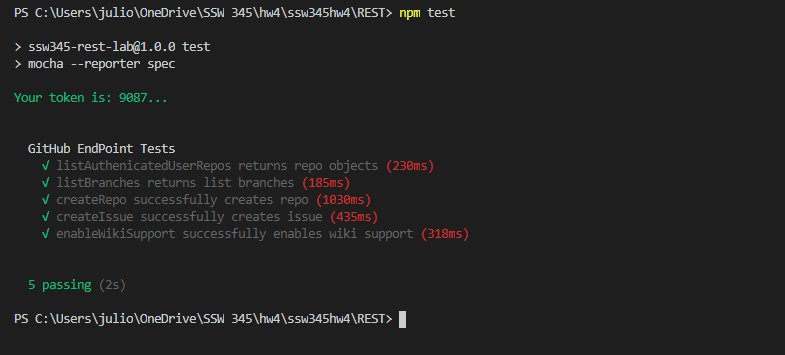 PS C:\Users\julio\OneDrive\SSW 345\hw4\ssw345hw4\REST> npm test
> ssw345-rest-lab@1.0.0 test
> mocha --reporter spec
Your token is: 9087...
GitHub EndPoint Tests
√ listAuthenicatedUserRepos returns repo objects (230ms)
√ listBranches returns list branches (185ms)
√ createRepo successfully creates repo (1030ms)
√ createIssue successfully creates issue (435ms)
√ enableWikiSupport successfully enables wiki support (318ms)
5 passing (2s)
PS C:\Users\julio\OneDrive\SSW 345\hw4\ssw345hw4\REST>